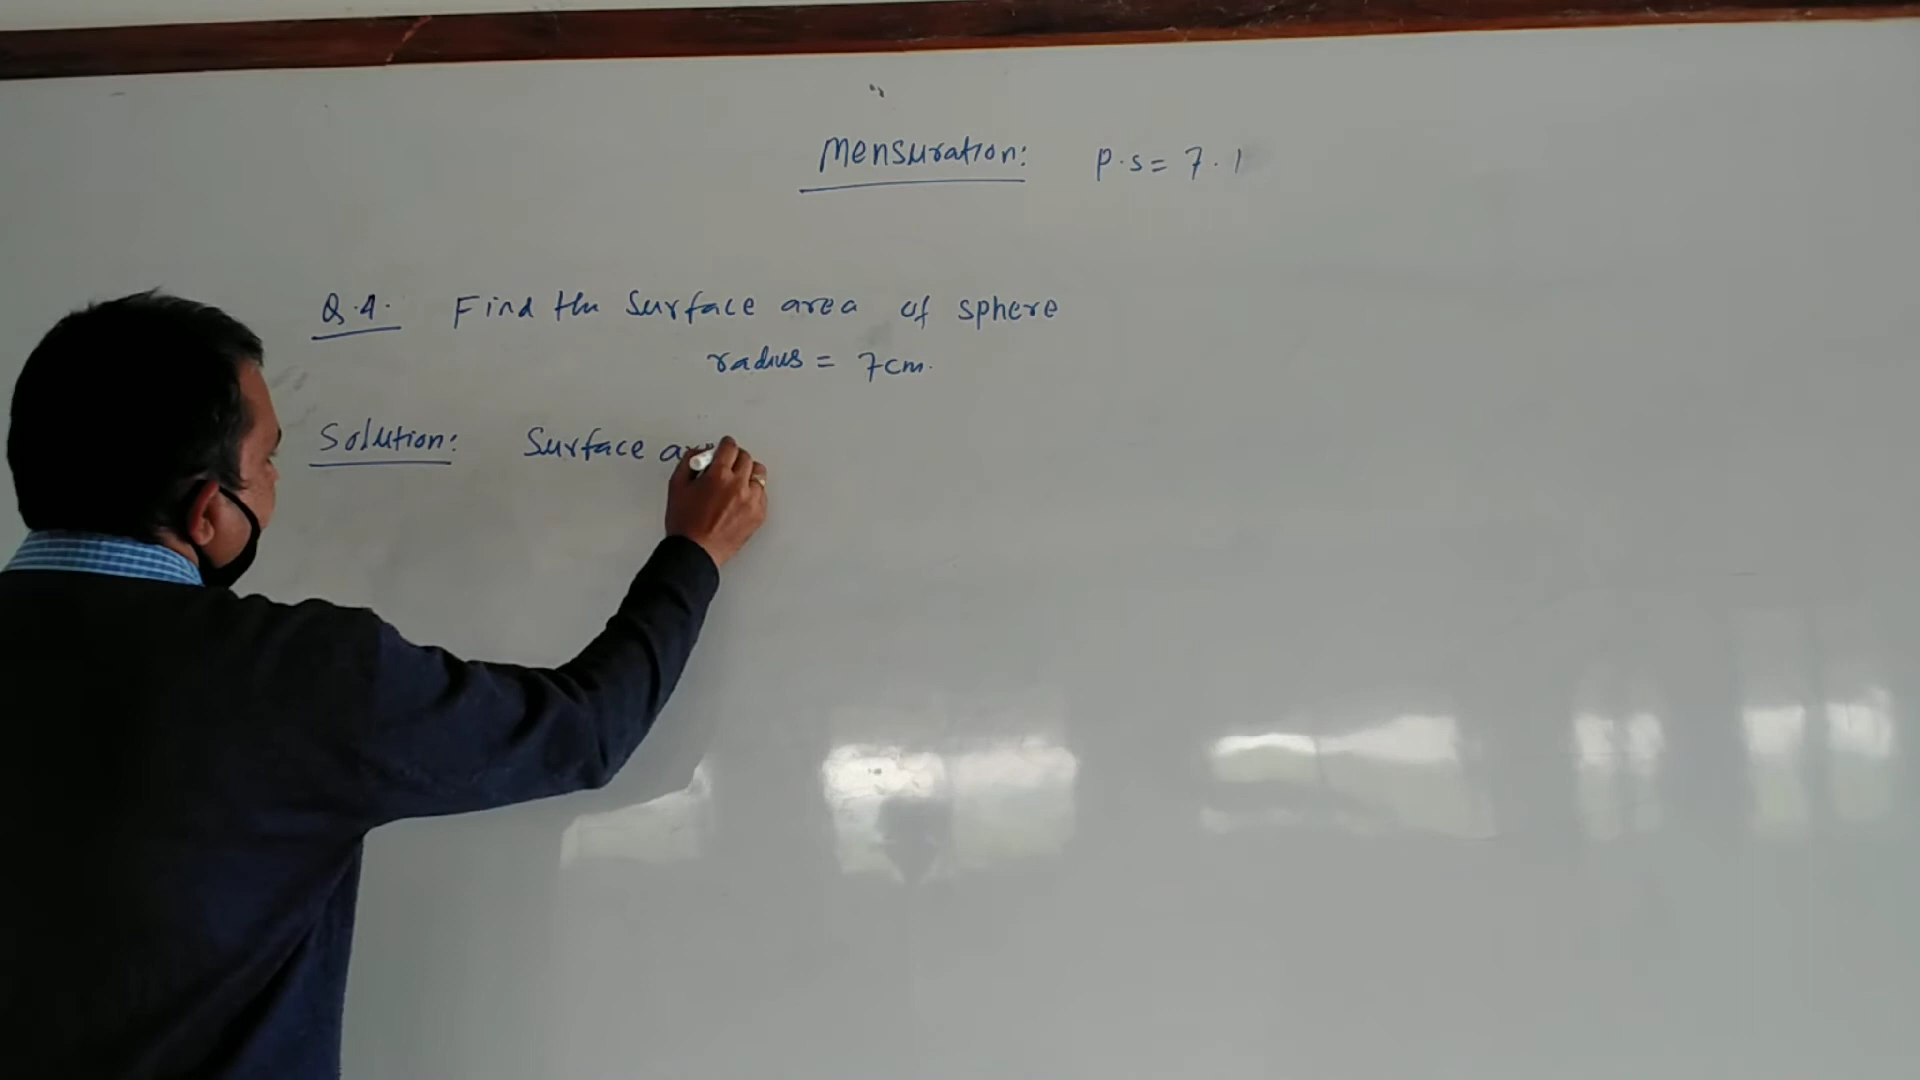 Mensuration: P.S = 7.1
Q.4. Find the surface area of sphere
radius = 7cm.
Solution: Surface